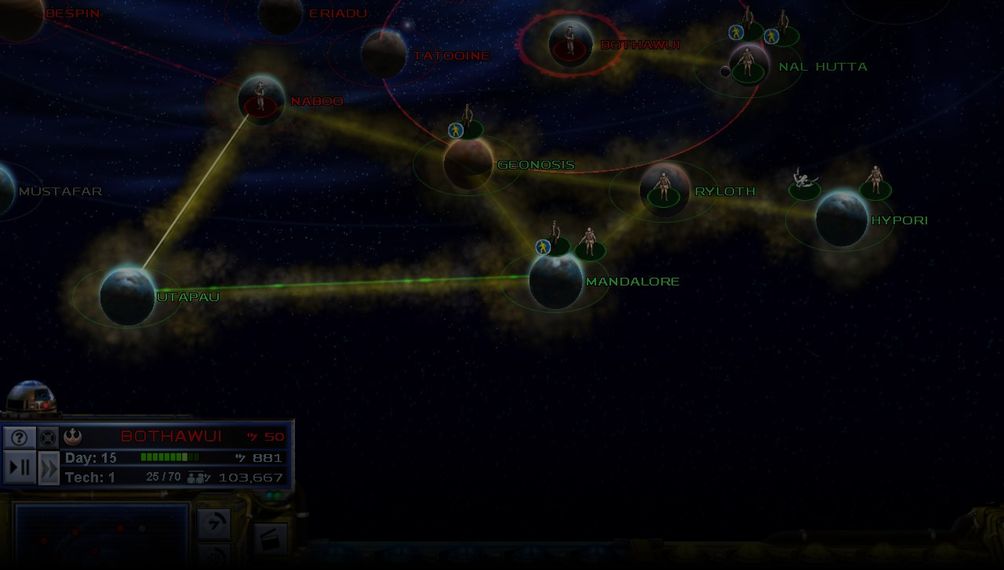 BESPIN
ERIADU
TATOOINE
BOTHAWUI
NAL HUTTA
NABOO
GEONOSIS
MUSTAFAR
RYLOTH
HYPORI
MANDALORE
UTAPAU
?
BOTHAWUI 50
Day: 15 881
Tech: 1 25 / 70 103,667